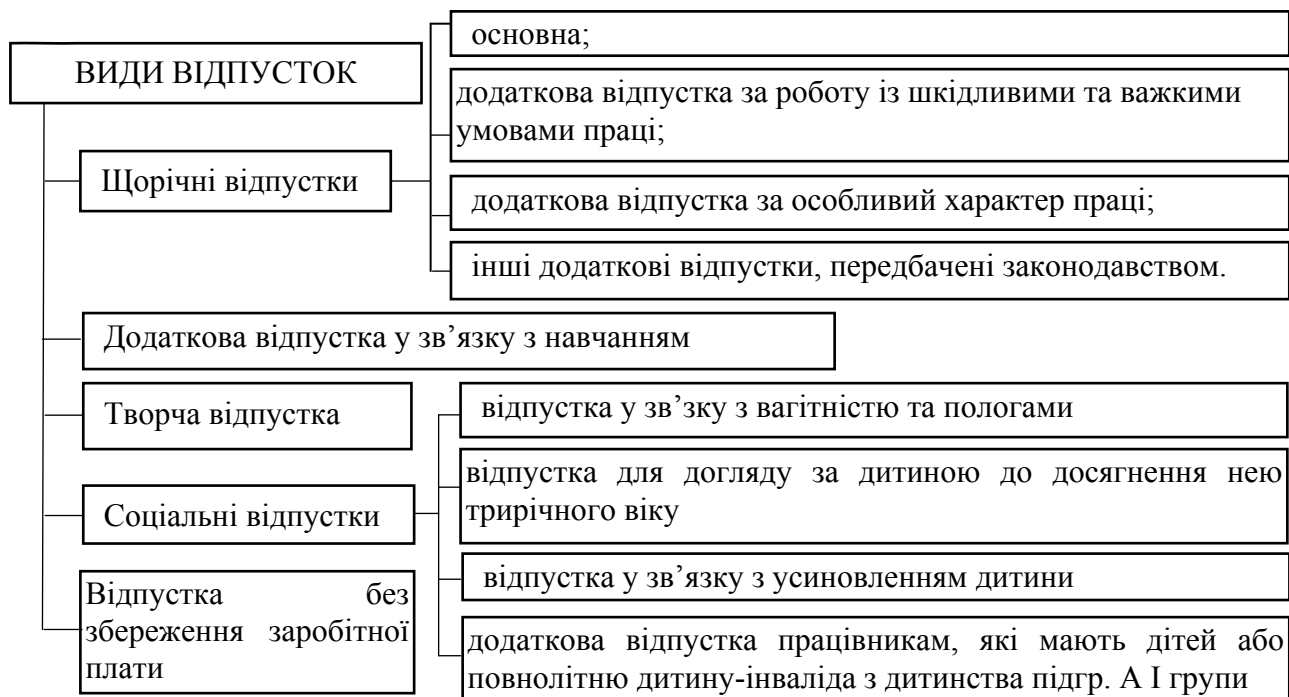 ВИДИ ВІДПУСТОК
Щорічні відпустки
основна;
додаткова відпустка за роботу із шкідливими та важкими
умовами праці;
додаткова відпустка за особливий характер праці;
інші додаткові відпустки, передбачені законодавством.
Додаткова відпустка у зв’язку з навчанням
Творча відпустка
Соціальні відпустки
відпустка у зв’зку з вагітністю та пологами
відпустка для догляду за дитиною до досягнення нею
трирічного віку
відпустка у зв’язку з усиновленням дитини
додаткова відпустка працівникам, які мають дітей або
повнолітню дитину-інваліда з дитинства підгр. А І групи
Відпустка без
збереження заробітної
плати